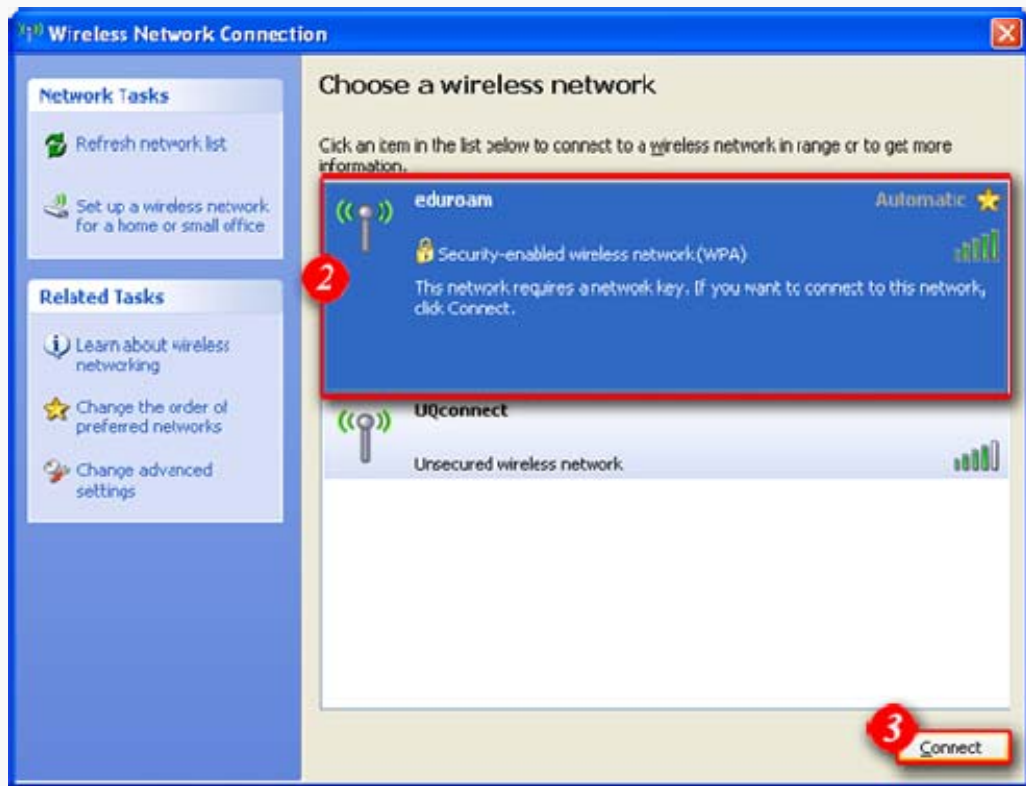 Wireless Network Connection
Network Tasks
Refresh network list
Set up a wireless network
for a home or small office
Related Tasks
Learn about wireless
networking
Change the order of
preferred networks
Change advanced
settings
Choose a wireless network
Click an item in the list below to connect to a wireless network in range or to get more
information.
eduroam
Automatic
Security-enabled wireless network (WPA)
This network requires a network key. If you want to connect to this network,
click Connect.
2
UQconnect
Unsecured wireless network
3
Connect